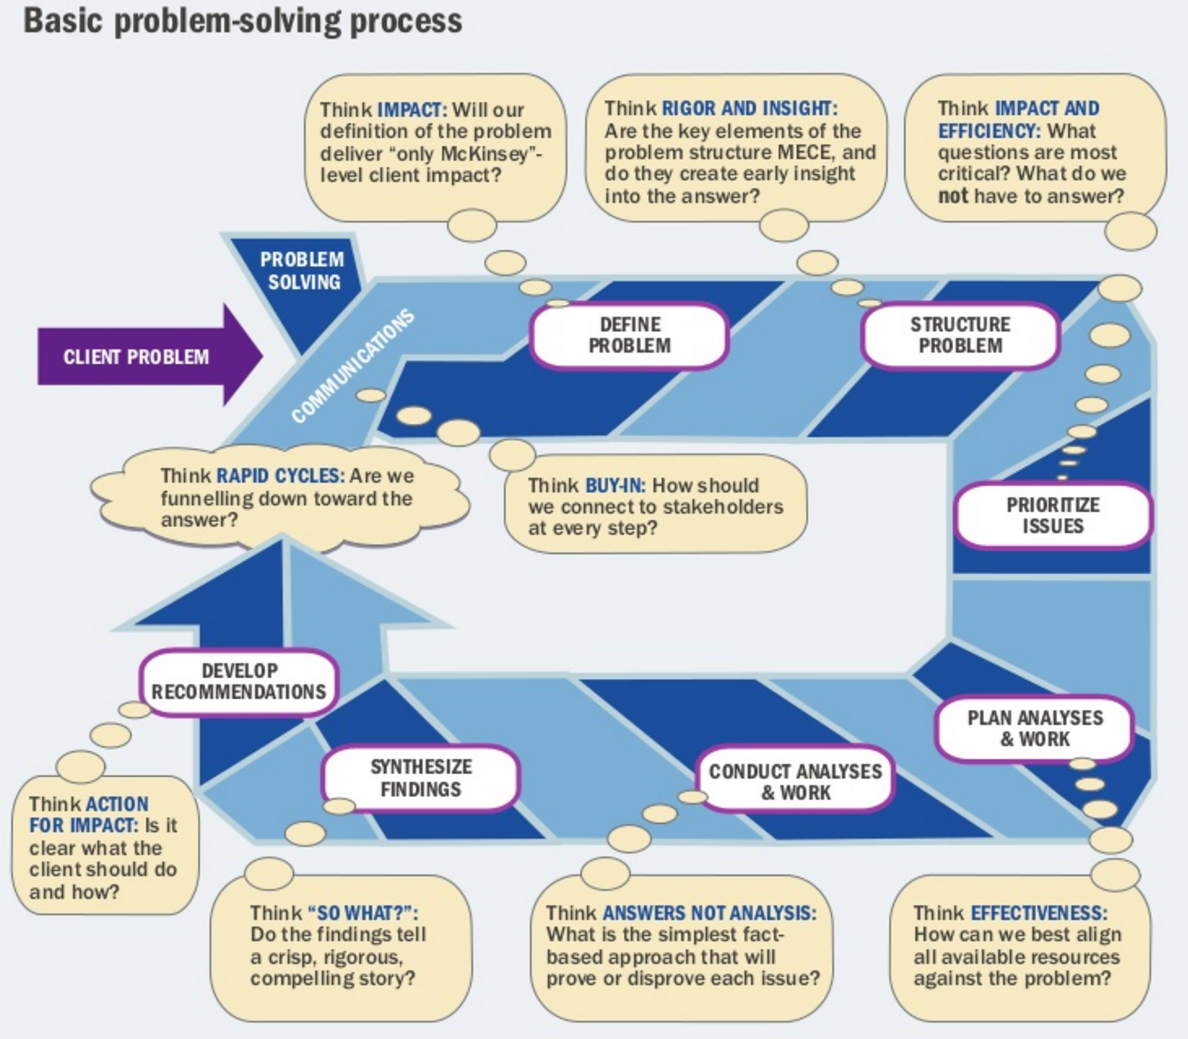 Basic problem-solving process
Think IMPACT: Will our
definition of the problem
deliver “only McKinsey”-
level client impact?
Think RIGOR AND INSIGHT:
Are the key elements of the
problem structure MECE, and
do they create early insight
into the answer?
Think IMPACT AND
EFFICIENCY: What
questions are most
critical? What do we
not have to answer?
PROBLEM
SOLVING
CLIENT PROBLEM
COMMUNICATIONS
DEFINE
PROBLEM
STRUCTURE
PROBLEM
Think RAPID CYCLES: Are we
funnelling down toward the
answer?
Think BUY-IN: How should
we connect to stakeholders
at every step?
PRIORITIZE
ISSUES
DEVELOP
RECOMMENDATIONS
SYNTHESIZE
FINDINGS
CONDUCT ANALYSES
& WORK
PLAN ANALYSES
& WORK
Think ACTION
FOR IMPACT: Is it
clear what the
client should do
and how?
Think “SO WHAT?”:
Do the findings tell
a crisp, rigorous,
compelling story?
Think ANSWERS NOT ANALYSIS:
What is the simplest fact-
based approach that will
prove or disprove each issue?
Think EFFECTIVENESS:
How can we best align
all available resources
against the problem?